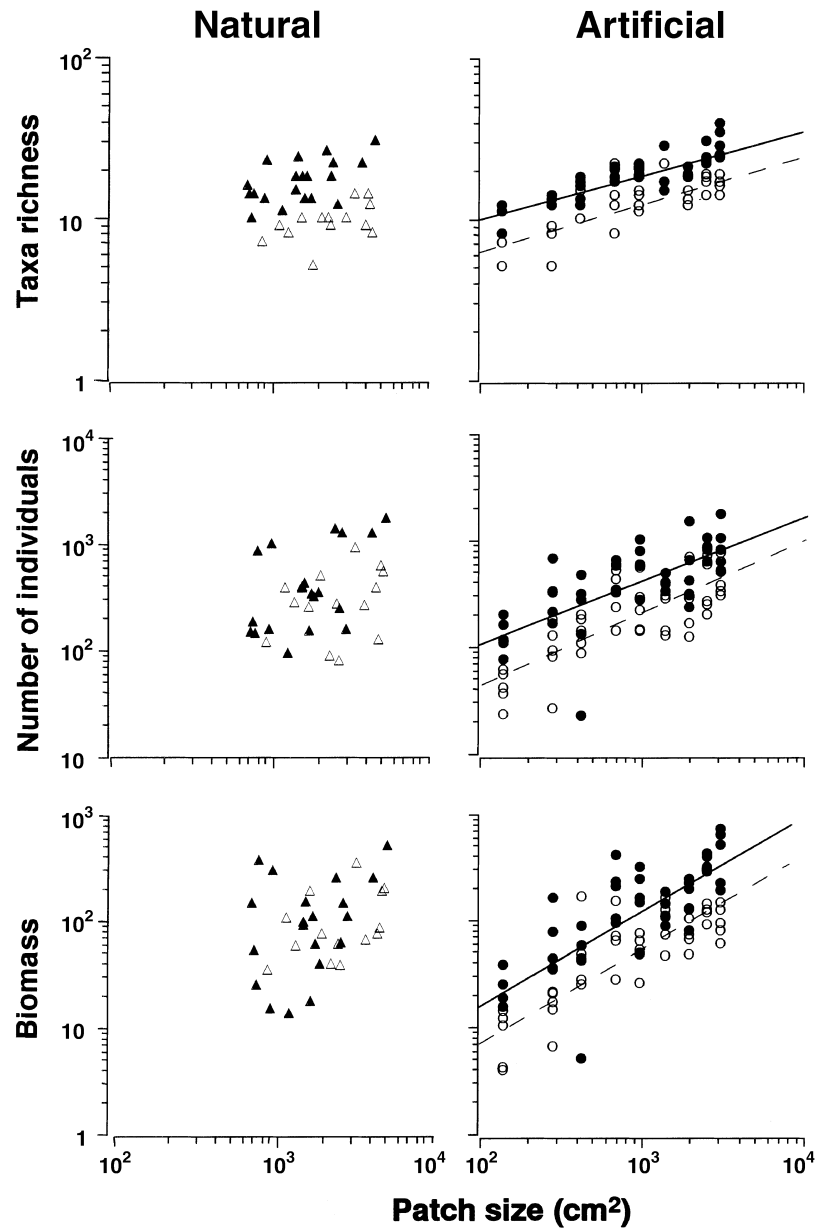 Natural
Artificial
Taxa richness
10²
10
1
Number of individuals
10⁴
10³
10²
10
Biomass
10³
10²
10
1
10² 10³ 10⁴
10² 10³ 10⁴
Patch size (cm²)